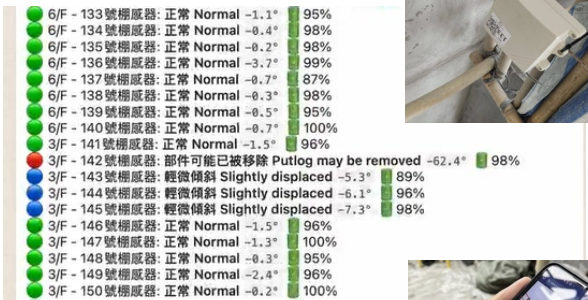 6/F - 133號棚感器: 正常 Normal -1.1° 95%
6/F - 134號棚感器: 正常 Normal -0.4° 98%
6/F - 135號棚感器: 正常 Normal -0.2° 98%
6/F - 136號棚感器: 正常 Normal -3.7° 99%
6/F - 137號棚感器: 正常 Normal -0.7° 87%
6/F - 138號棚感器: 正常 Normal -0.3° 98%
6/F - 139號棚感器: 正常 Normal -0.5° 95%
6/F - 140號棚感器: 正常 Normal -0.7° 100%
3/F - 141號棚感器: 正常 Normal -1.5° 96%
3/F - 142號棚感器: 部件可能已被移除 Putlog may be removed -62.4° 98%
3/F - 143號棚感器: 輕微傾斜 Slightly displaced -5.3° 89%
3/F - 144號棚感器: 輕微傾斜 Slightly displaced -6.1° 96%
3/F - 145號棚感器: 輕微傾斜 Slightly displaced -7.3° 98%
3/F - 146號棚感器: 正常 Normal -1.5° 96%
3/F - 147號棚感器: 正常 Normal -1.3° 100%
3/F - 148號棚感器: 正常 Normal -0.3° 95%
3/F - 149號棚感器: 正常 Normal -2.4° 96%
3/F - 150號棚感器: 正常 Normal -0.2° 100%